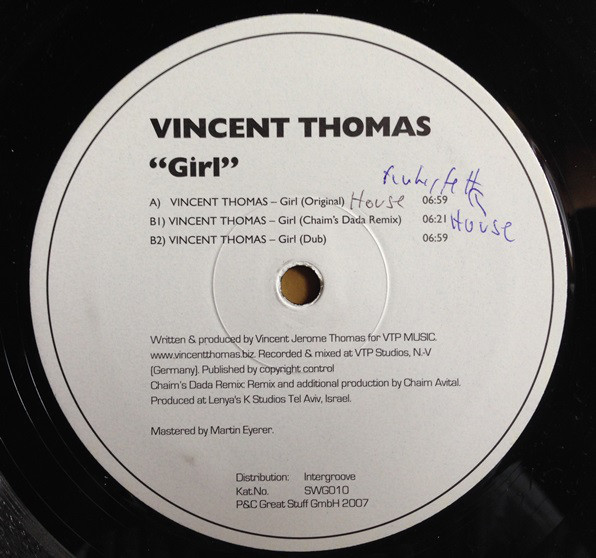 VINCENT THOMAS
“Girl”
A) VINCENT THOMAS – Girl (Original) House 06:59
B1) VINCENT THOMAS – Girl (Chaim's Dada Remix) 06:21 House
B2) VINCENT THOMAS – Girl (Dub) 06:59
Written & produced by Vincent Jerome Thomas for VTP MUSIC.
www.vincentthomas.biz. Recorded & mixed at VTP Studios, N.-V
(Germany). Published by copyright control
Chaim's Dada Remix: Remix and additional production by Chaim Avital.
Produced at Lenya's K Studios Tel Aviv, Israel.
Mastered by Martin Eyerer.
Distribution: Intergroove
Kat.No. SWG010
P&C Great Stuff GmbH 2007